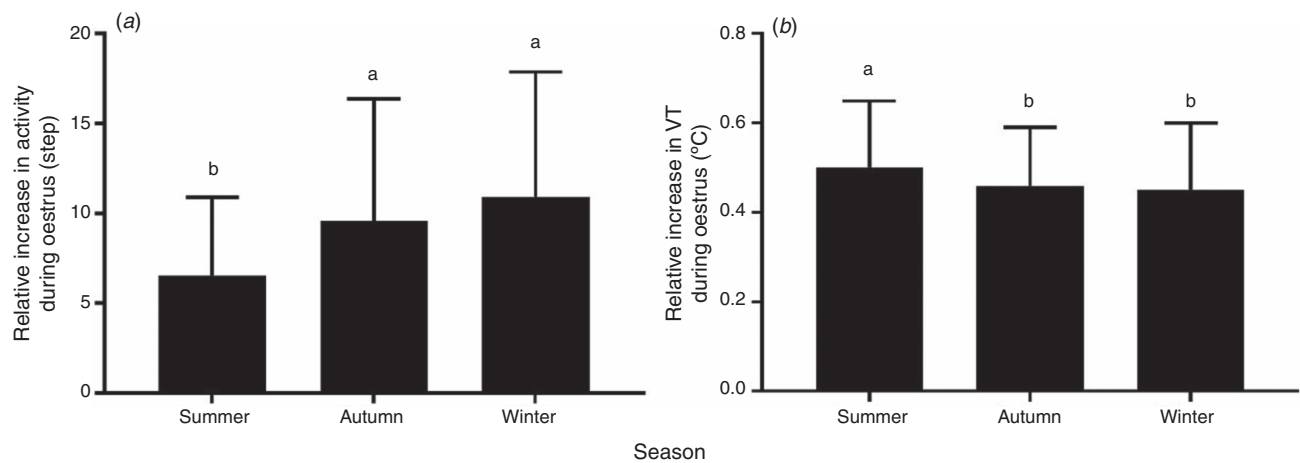 (a)
Relative increase in activity
during oestrus (step)
20
15
10
5
0
b
a
a
Summer
Autumn
Winter
(b)
Relative increase in VT
during oestrus (ºC)
0.8
0.6
0.4
0.2
0.0
a
b
b
Summer
Autumn
Winter
Season